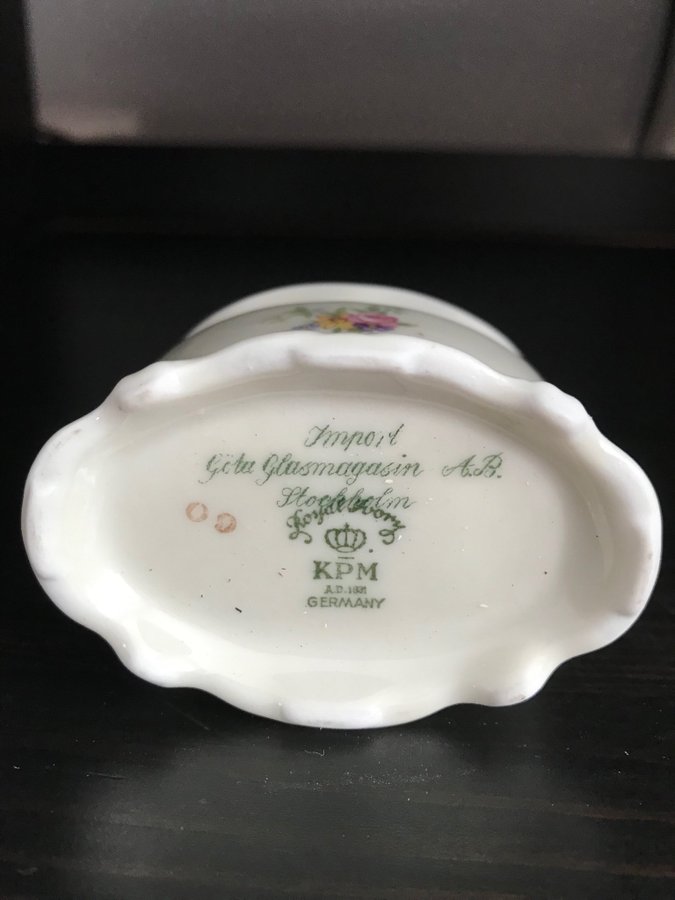 Import
Göta Glasmagasin A.B.
Stockholm
Royal Ivory
KPM
A.D. 1831
GERMANY